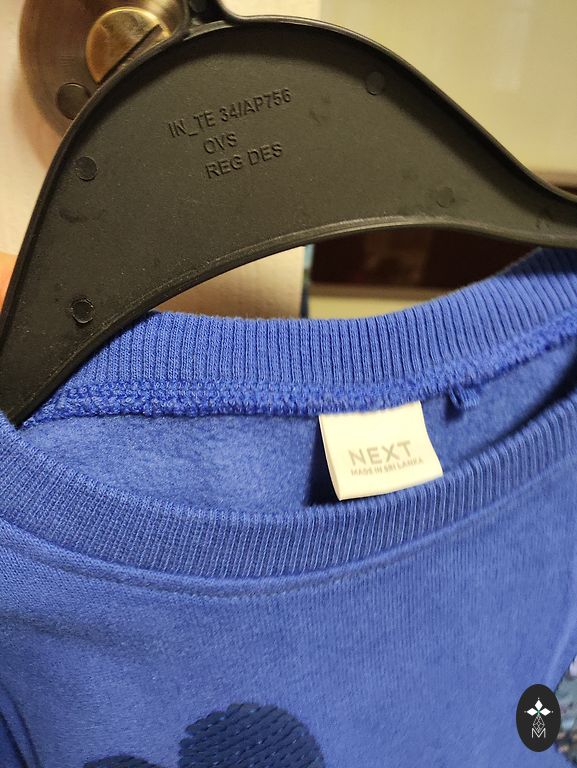 IN_TE 34/AP756
OVS
REG DES
NEXT
MADE IN SRI LANKA
M